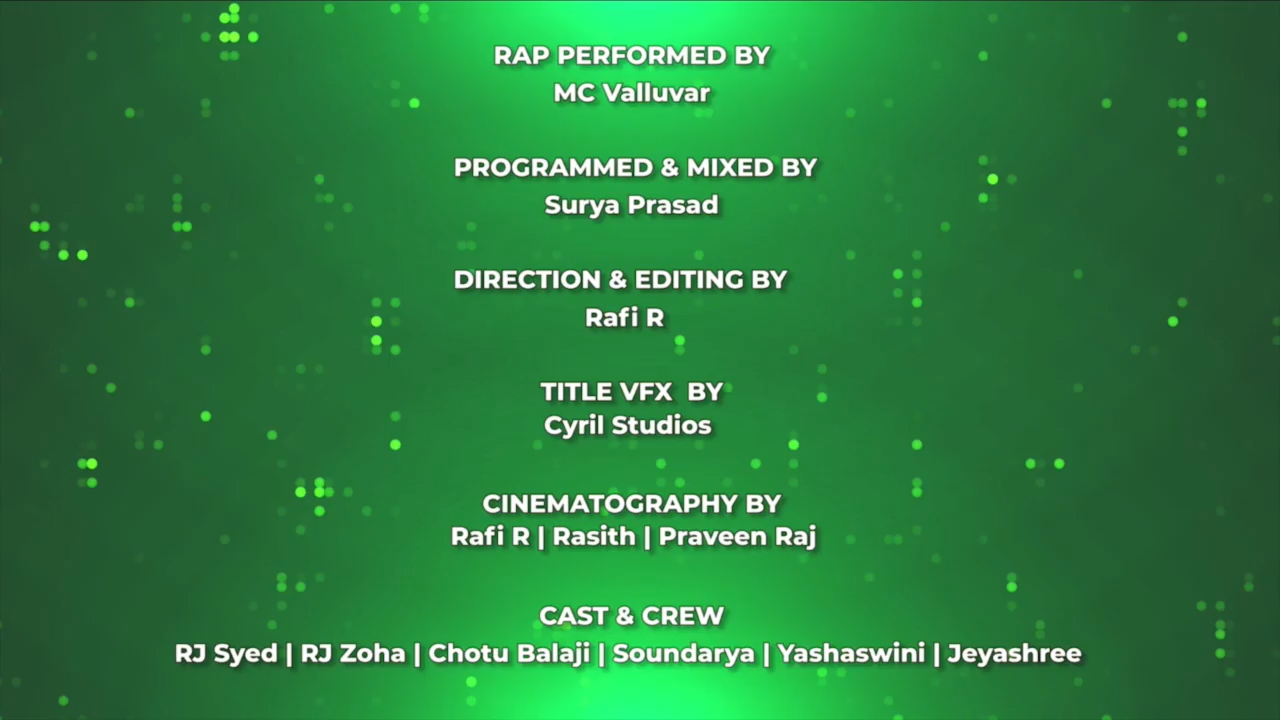 RAP PERFORMED BY
MC Valluvar
PROGRAMMED & MIXED BY
Surya Prasad
DIRECTION & EDITING BY
Rafi R
TITLE VFX  BY
Cyril Studios
CINEMATOGRAPHY BY
Rafi R | Rasith | Praveen Raj
CAST & CREW
RJ Syed | RJ Zoha | Chotu Balaji | Soundarya | Yashaswini | Jeyashree